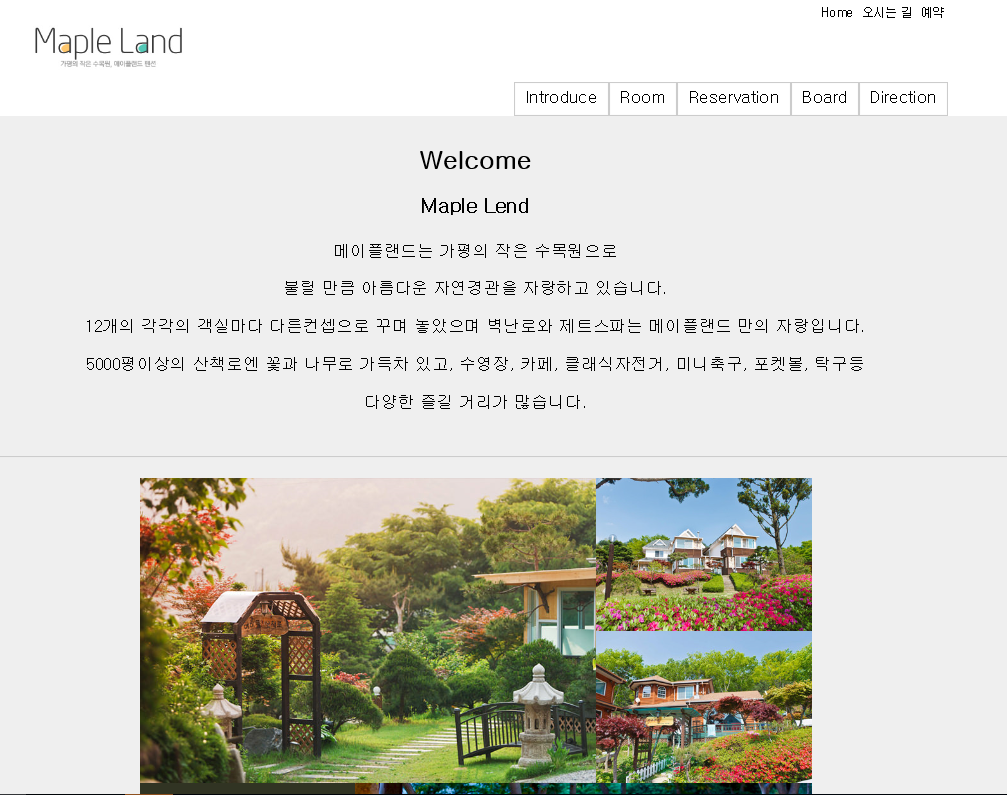 Home 오시는 길 예약
Maple Land
가평의 작은 수목원, 메이플랜드 펜션
Introduce Room Reservation Board Direction
Welcome
Maple Lend
메이플랜드는 가평의 작은 수목원으로
불릴 만큼 아름다운 자연경관을 자랑하고 있습니다.
12개의 각각의 객실마다 다른컨셉으로 꾸며 놓았으며 벽난로와 제트스파는 메이플랜드 만의 자랑입니다.
5000평이상의 산책로엔 꽃과 나무로 가득차 있고, 수영장, 카페, 클래식자전거, 미니축구, 포켓볼, 탁구등
다양한 즐길 거리가 많습니다.